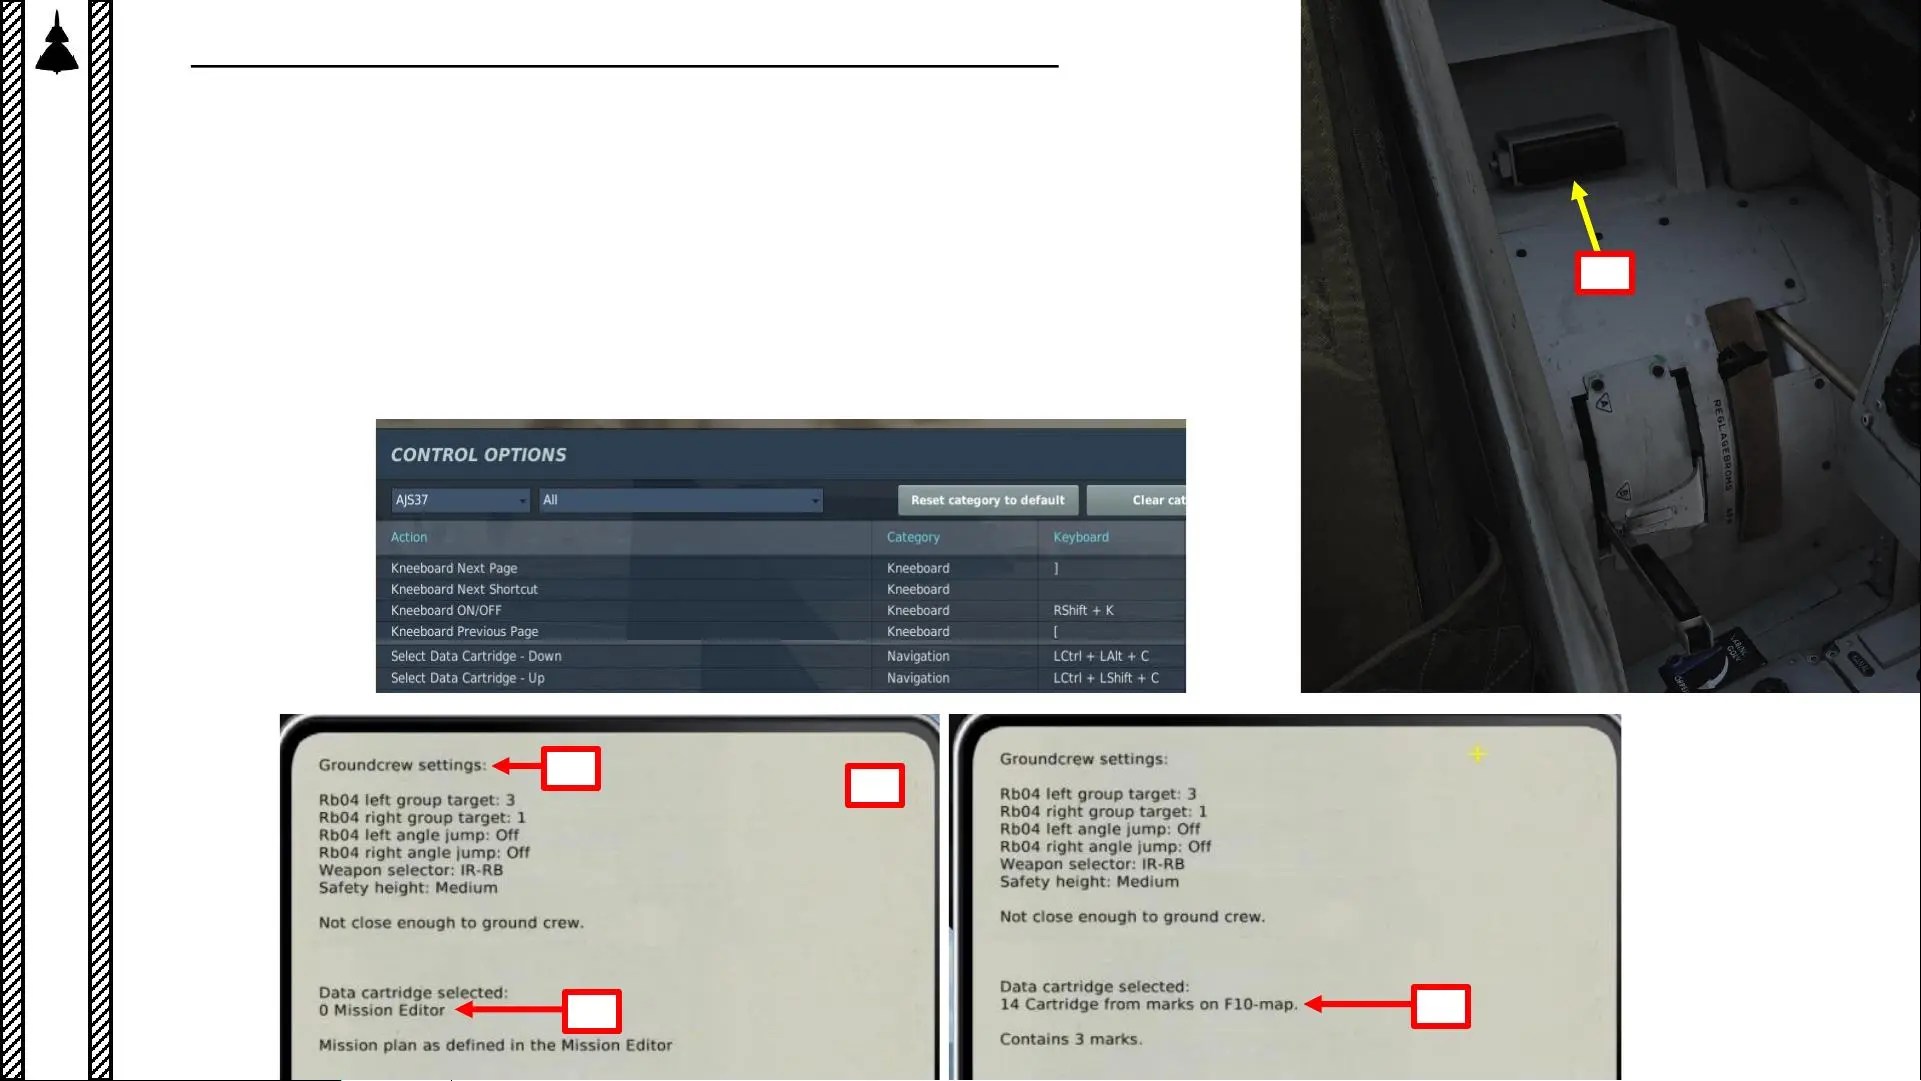 CONTROL OPTIONS
AJS37
All
Reset category to default
Clear cat
Action Category Keyboard
Kneeboard Next Page Kneeboard ]
Kneeboard Next Shortcut Kneeboard
Kneeboard ON/OFF Kneeboard RShift + K
Kneeboard Previous Page Kneeboard [
Select Data Cartridge - Down Navigation LCtrl + LAlt + C
Select Data Cartridge - Up Navigation LCtrl + LShift + C
REGLAGEBROMS
Groundcrew settings:
Rb04 left group target: 3
Rb04 right group target: 1
Rb04 left angle jump: Off
Rb04 right angle jump: Off
Weapon selector: IR-RB
Safety height: Medium
Not close enough to ground crew.
Data cartridge selected:
0 Mission Editor
Mission plan as defined in the Mission Editor
Groundcrew settings:
Rb04 left group target: 3
Rb04 right group target: 1
Rb04 left angle jump: Off
Rb04 right angle jump: Off
Weapon selector: IR-RB
Safety height: Medium
Not close enough to ground crew.
Data cartridge selected:
14 Cartridge from marks on F10-map.
Contains 3 marks.